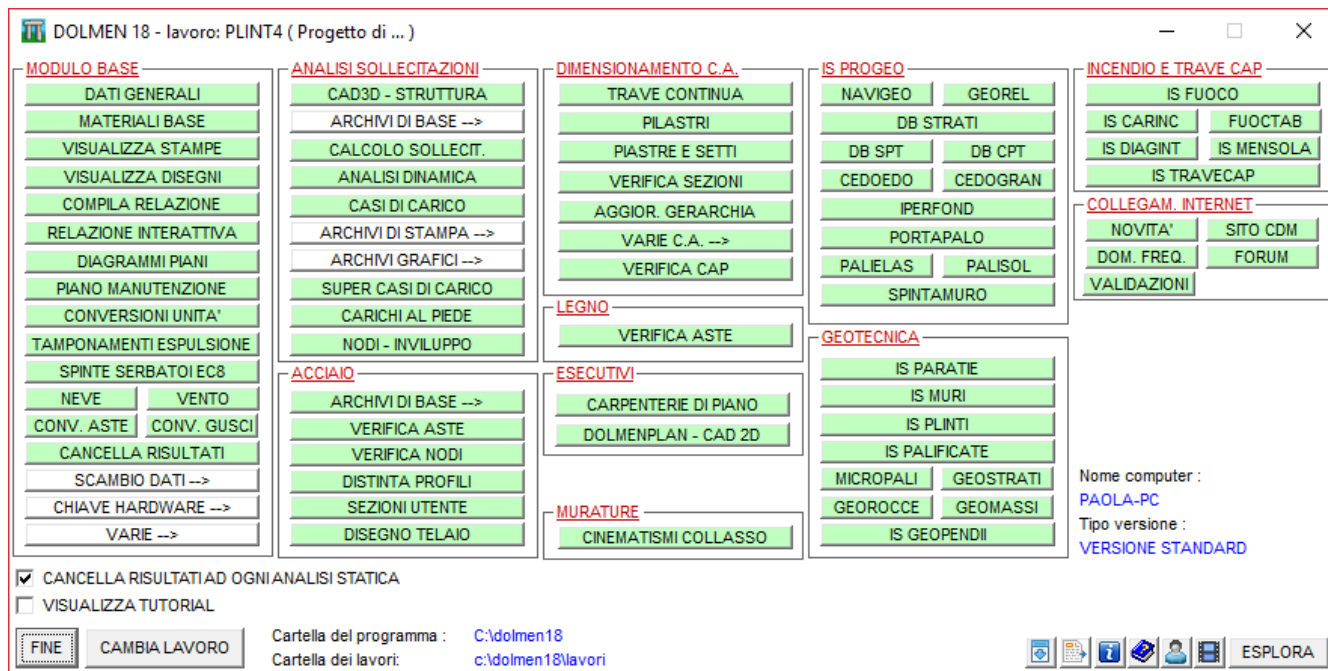 DOLMEN 18 - lavoro: PLINT4 ( Progetto di ... )
MODULO BASE
DATI GENERALI
MATERIALI BASE
VISUALIZZA STAMPE
VISUALIZZA DISEGNI
COMPILA RELAZIONE
RELAZIONE INTERATTIVA
DIAGRAMMI PIANI
PIANO MANUTENZIONE
CONVERSIONI UNITA'
TAMPONAMENTI ESPULSIONE
SPINTE SERBATOI EC8
NEVE VENTO
CONV. ASTE CONV. GUSCI
CANCELLA RISULTATI
SCAMBIO DATI -->
CHIAVE HARDWARE -->
VARIE -->
ANALISI SOLLECITAZIONI
CAD3D - STRUTTURA
ARCHIVI DI BASE -->
CALCOLO SOLLECIT.
ANALISI DINAMICA
CASI DI CARICO
ARCHIVI DI STAMPA -->
ARCHIVI GRAFICI -->
SUPER CASI DI CARICO
CARICHI AL PIEDE
NODI - INVILUPPO
ACCIAIO
ARCHIVI DI BASE -->
VERIFICA ASTE
VERIFICA NODI
DISTINTA PROFILI
SEZIONI UTENTE
DISEGNO TELAIO
DIMENSIONAMENTO C.A.
TRAVE CONTINUA
PILASTRI
PIASTRE E SETTI
VERIFICA SEZIONI
AGGIOR. GERARCHIA
VARIE C.A. -->
VERIFICA CAP
LEGNO
VERIFICA ASTE
ESECUTIVI
CARPENTERIE DI PIANO
DOLMENPLAN - CAD 2D
MURATURE
CINEMATISMI COLLASSO
IS PROGEO
NAVIGEO GEOREL
DB STRATI
DB SPT DB CPT
CEDOEDO CEDOGRAN
IPERFOND
PORTAPALO
PALIELAS PALISOL
SPINTAMURO
GEOTECNICA
IS PARATIE
IS MURI
IS PLINTI
IS PALIFICATE
MICROPALI GEOSTRATI
GEOROCCE GEOMASSI
IS GEOPENDII
INCENDIO E TRAVE CAP
IS FUOCO
IS CARINC FUOCTAB
IS DIAGINT IS MENSOLA
IS TRAVECAP
COLLEGAM. INTERNET
NOVITA' SITO CDM
DOM. FREQ. FORUM
VALIDAZIONI
Nome computer :
PAOLA-PC
Tipo versione :
VERSIONE STANDARD
CANCELLA RISULTATI AD OGNI ANALISI STATICA
VISUALIZZA TUTORIAL
FINE CAMBIA LAVORO
Cartella del programma : C:\dolmen18
Cartella dei lavori: c:\dolmen18\lavori
ESPLORA